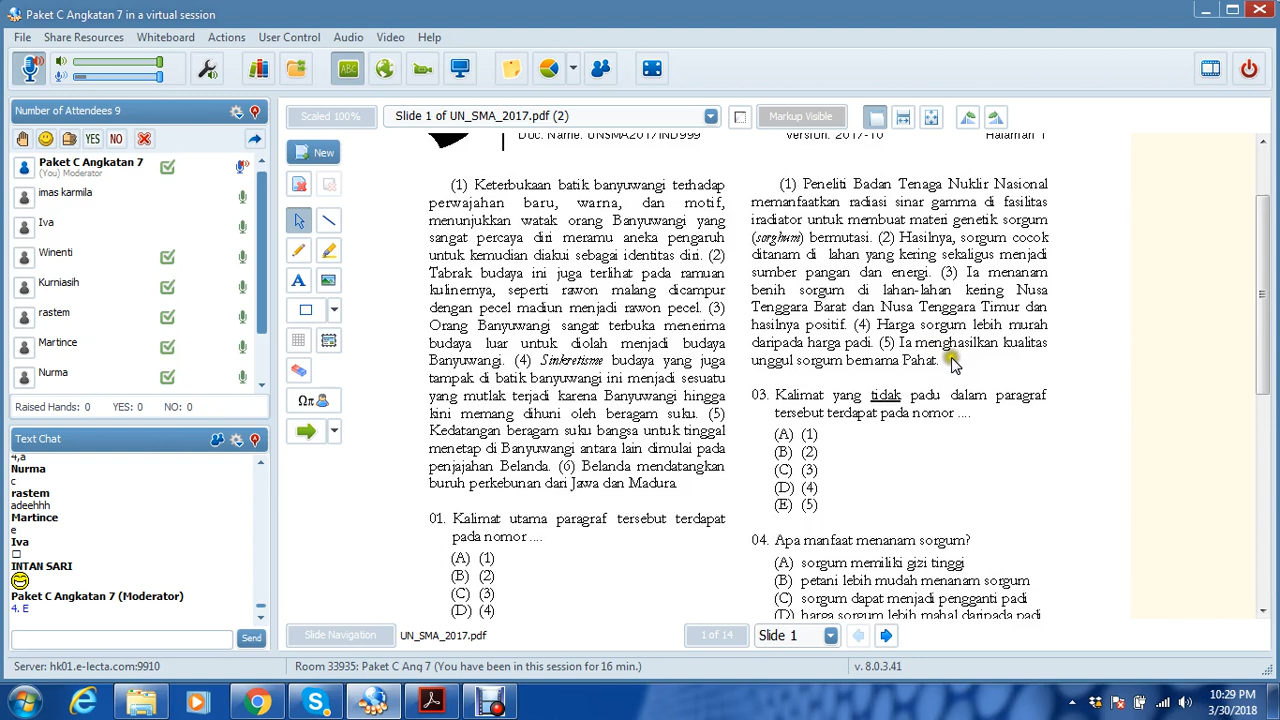 Paket C Angkatan 7 in a virtual session
File Share Resources Whiteboard Actions User Control Audio Video Help
ABC
YES NO
Number of Attendees 9
Paket C Angkatan 7
(You) Moderator
imas karmila
Iva
Winenti
Kurniasih
rastem
Martince
Nurma
Raised Hands: 0 YES: 0 NO: 0
Text Chat
4,a
Nurma
c
rastem
adeehhh
Martince
e
Iva
INTAN SARI
Paket C Angkatan 7 (Moderator)
4. E
Send
Scaled 100%
Slide 1 of UN_SMA_2017.pdf (2)
Markup Visible
New
A
Ωπ
Doc. Name: UNSMA2017IND999
Version: 2017-10
Halaman 1
(1) Keterbukaan batik banyuwangi terhadap
perwajahan baru, warna, dan motif,
menunjukkan watak orang Banyuwangi yang
sangat percaya diri meramu aneka pengaruh
untuk kemudian diakui sebagai identitas diri. (2)
Tabrak budaya ini juga terlihat pada ramuan
kulinernya, seperti rawon malang dicampur
dengan pecel madiun menjadi rawon pecel. (3)
Orang Banyuwangi sangat terbuka menerima
budaya luar untuk diolah menjadi budaya
Banyuwangi. (4) Sinkretisme budaya yang juga
tampak di batik banyuwangi ini menjadi sesuatu
yang mutlak terjadi karena Banyuwangi hingga
kini memang dihuni oleh beragam suku. (5)
Kedatangan beragam suku bangsa untuk tinggal
menetap di Banyuwangi antara lain dimulai pada
penjajahan Belanda. (6) Belanda mendatangkan
buruh perkebunan dari Jawa dan Madura.
01. Kalimat utama paragraf tersebut terdapat
pada nomor ....
(A) (1)
(B) (2)
(C) (3)
(D) (4)
(1) Peneliti Badan Tenaga Nuklir Nasional
memanfaatkan radiasi sinar gamma di fasilitas
iradiator untuk membuat materi genetik sorgum
(sorghum) bermutasi. (2) Hasilnya, sorgum cocok
ditanam di lahan yang kering sekaligus menjadi
sumber pangan dan energi. (3) Ia menanam
benih sorgum di lahan-lahan kering Nusa
Tenggara Barat dan Nusa Tenggara Timur dan
hasilnya positif. (4) Harga sorgum lebih murah
daripada harga padi. (5) Ia menghasilkan kualitas
unggul sorgum bernama Pahat.
03. Kalimat yang tidak padu dalam paragraf
tersebut terdapat pada nomor ....
(A) (1)
(B) (2)
(C) (3)
(D) (4)
(E) (5)
04. Apa manfaat menanam sorgum?
(A) sorgum memiliki gizi tinggi
(B) petani lebih mudah menanam sorgum
(C) sorgum dapat menjadi pengganti padi
(D) harga sorgum lebih mahal daripada padi
Slide Navigation UN_SMA_2017.pdf 1 of 14 Slide 1
Server: hk01.e-lecta.com:9910 Room 33935: Paket C Ang 7 (You have been in this session for 16 min.) v. 8.0.3.41
10:29 PM
3/30/2018